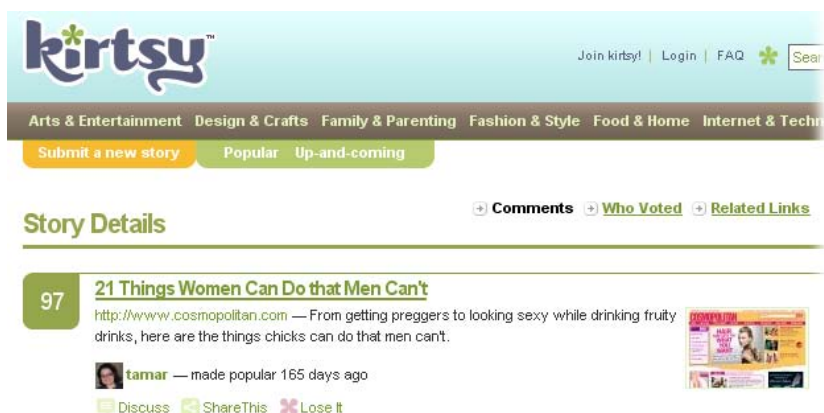 kirtsy™
Join kirtsy! | Login | FAQ Sear
Arts & Entertainment Design & Crafts Family & Parenting Fashion & Style Food & Home Internet & Techn
Submit a new story Popular Up-and-coming
Story Details
Comments Who Voted Related Links
97
21 Things Women Can Do that Men Can't
http://www.cosmopolitan.com — From getting preggers to looking sexy while drinking fruity
drinks, here are the things chicks can do that men can't.
COSMOPOLITAN
tamar — made popular 165 days ago
Discuss ShareThis Lose It